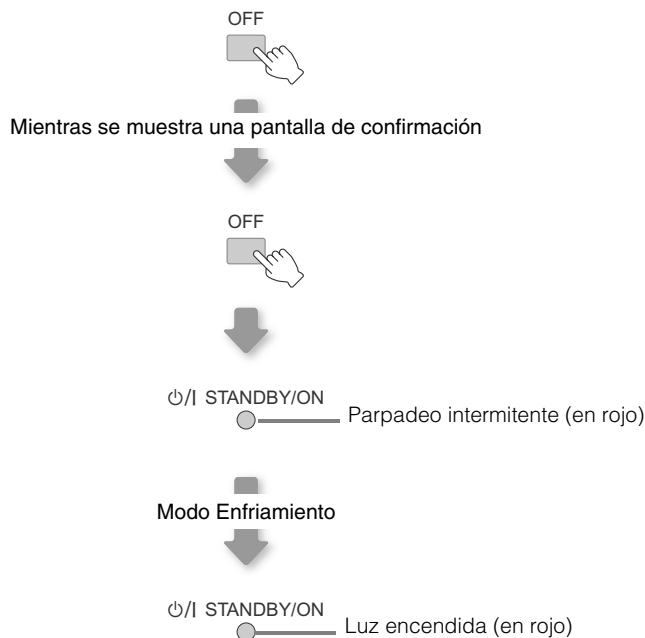 OFF
Mientras se muestra una pantalla de confirmación
OFF
⏻/I STANDBY/ON
Parpadeo intermitente (en rojo)
Modo Enfriamiento
⏻/I STANDBY/ON
Luz encendida (en rojo)